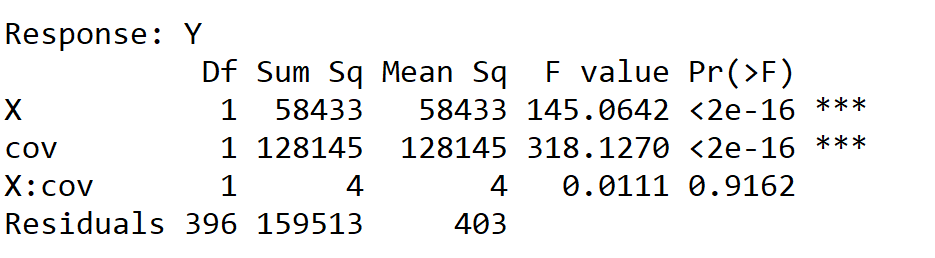 Response: Y
           Df Sum Sq Mean Sq  F value Pr(>F)
X           1  58433   58433 145.0642 <2e-16 ***
cov         1 128145  128145 318.1270 <2e-16 ***
X:cov       1      4       4   0.0111 0.9162
Residuals 396 159513     403